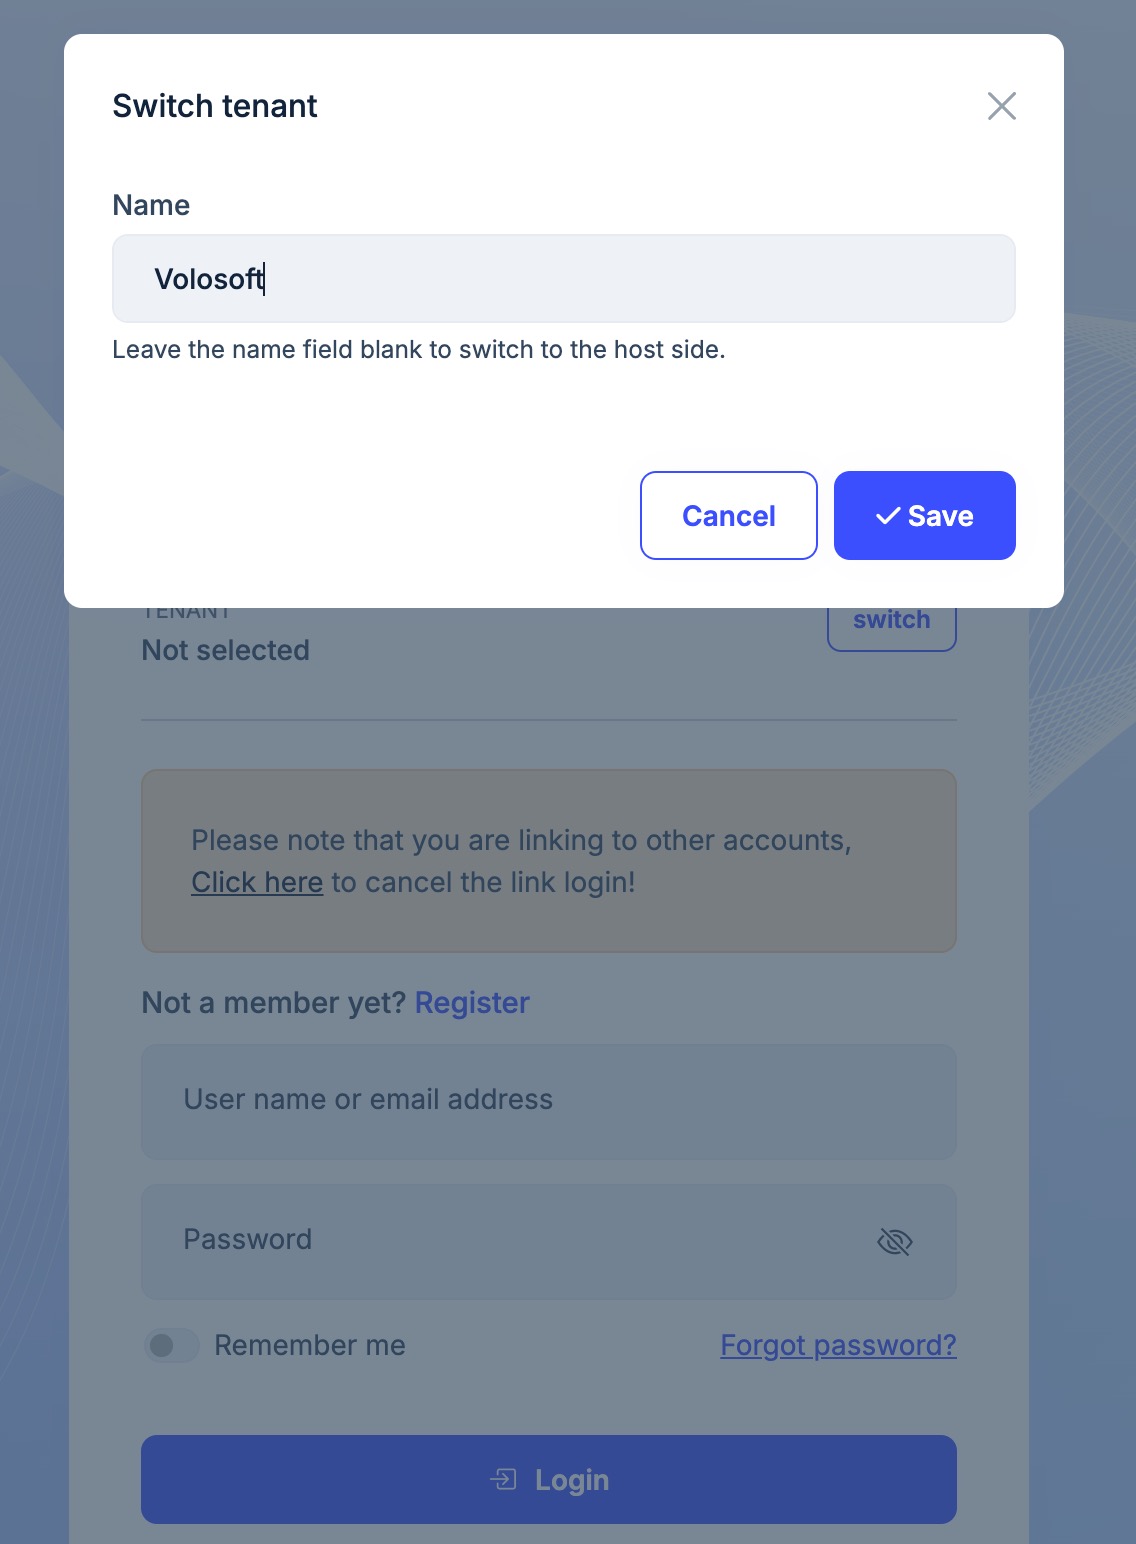 Switch tenant
Name
Volosoft
Leave the name field blank to switch to the host side.
Cancel
Save
TENANT
switch
Not selected
Please note that you are linking to other accounts,
Click here to cancel the link login!
Not a member yet? Register
User name or email address
Password
Remember me
Forgot password?
Login